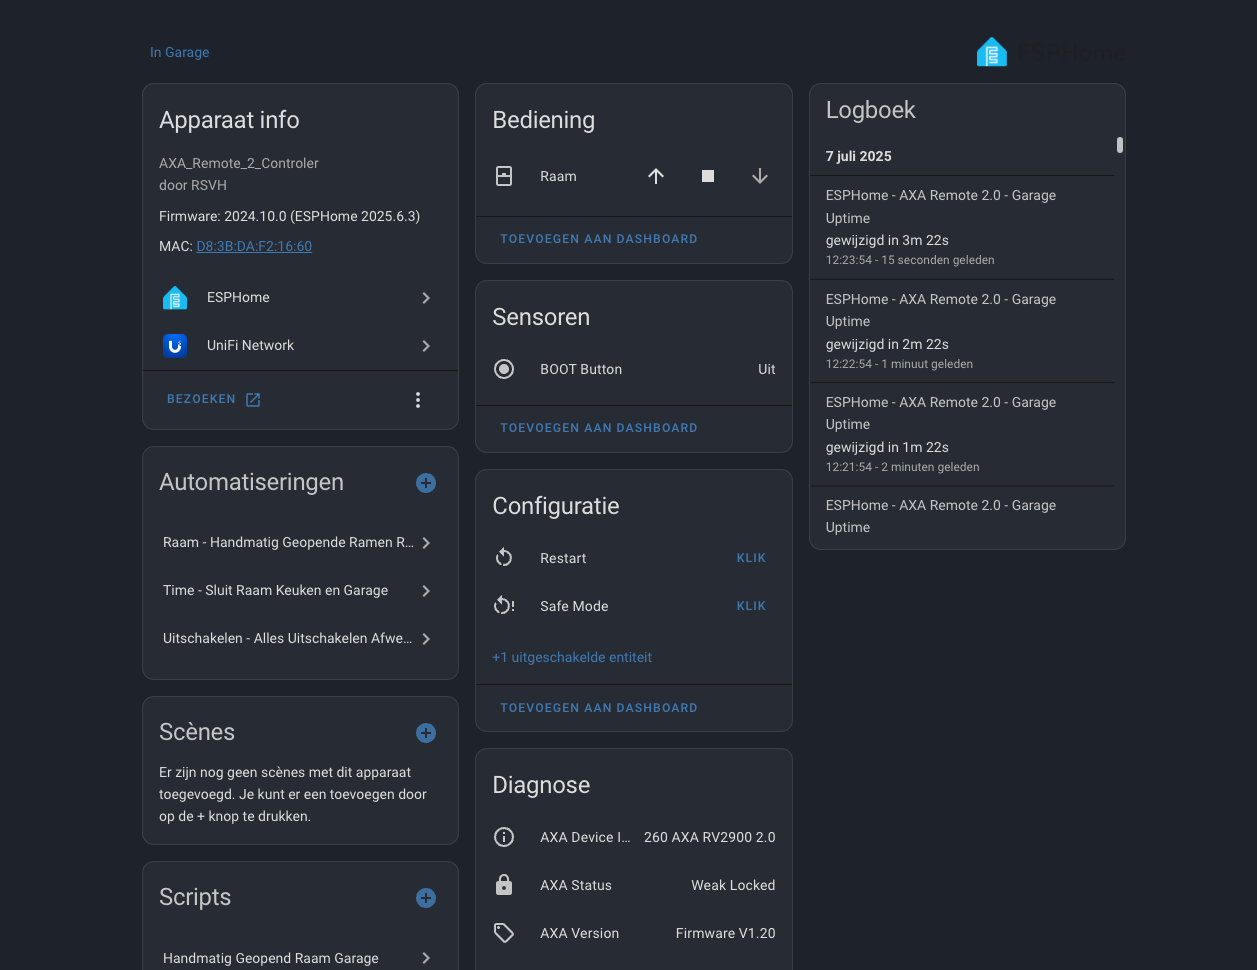 In Garage
Apparaat info
AXA_Remote_2_Controler
door RSVH
Firmware: 2024.10.0 (ESPHome 2025.6.3)
MAC: D8:3B:DA:F2:16:60
ESPHome
UniFi Network
BEZOEKEN
Automatiseringen
Raam - Handmatig Geopende Ramen R...
Time - Sluit Raam Keuken en Garage
Uitschakelen - Alles Uitschakelen Afwe...
Scènes
Er zijn nog geen scènes met dit apparaat
toegevoegd. Je kunt er een toevoegen door
op de + knop te drukken.
Scripts
Handmatig Geopend Raam Garage
Bediening
Raam
TOEVOEGEN AAN DASHBOARD
Sensoren
BOOT Button Uit
TOEVOEGEN AAN DASHBOARD
Configuratie
Restart KLIK
Safe Mode KLIK
+1 uitgeschakelde entiteit
TOEVOEGEN AAN DASHBOARD
Diagnose
AXA Device I... 260 AXA RV2900 2.0
AXA Status Weak Locked
AXA Version Firmware V1.20
ESPHome
Logboek
7 juli 2025
ESPHome - AXA Remote 2.0 - Garage
Uptime
gewijzigd in 3m 22s
12:23:54 - 15 seconden geleden
ESPHome - AXA Remote 2.0 - Garage
Uptime
gewijzigd in 2m 22s
12:22:54 - 1 minuut geleden
ESPHome - AXA Remote 2.0 - Garage
Uptime
gewijzigd in 1m 22s
12:21:54 - 2 minuten geleden
ESPHome - AXA Remote 2.0 - Garage
Uptime